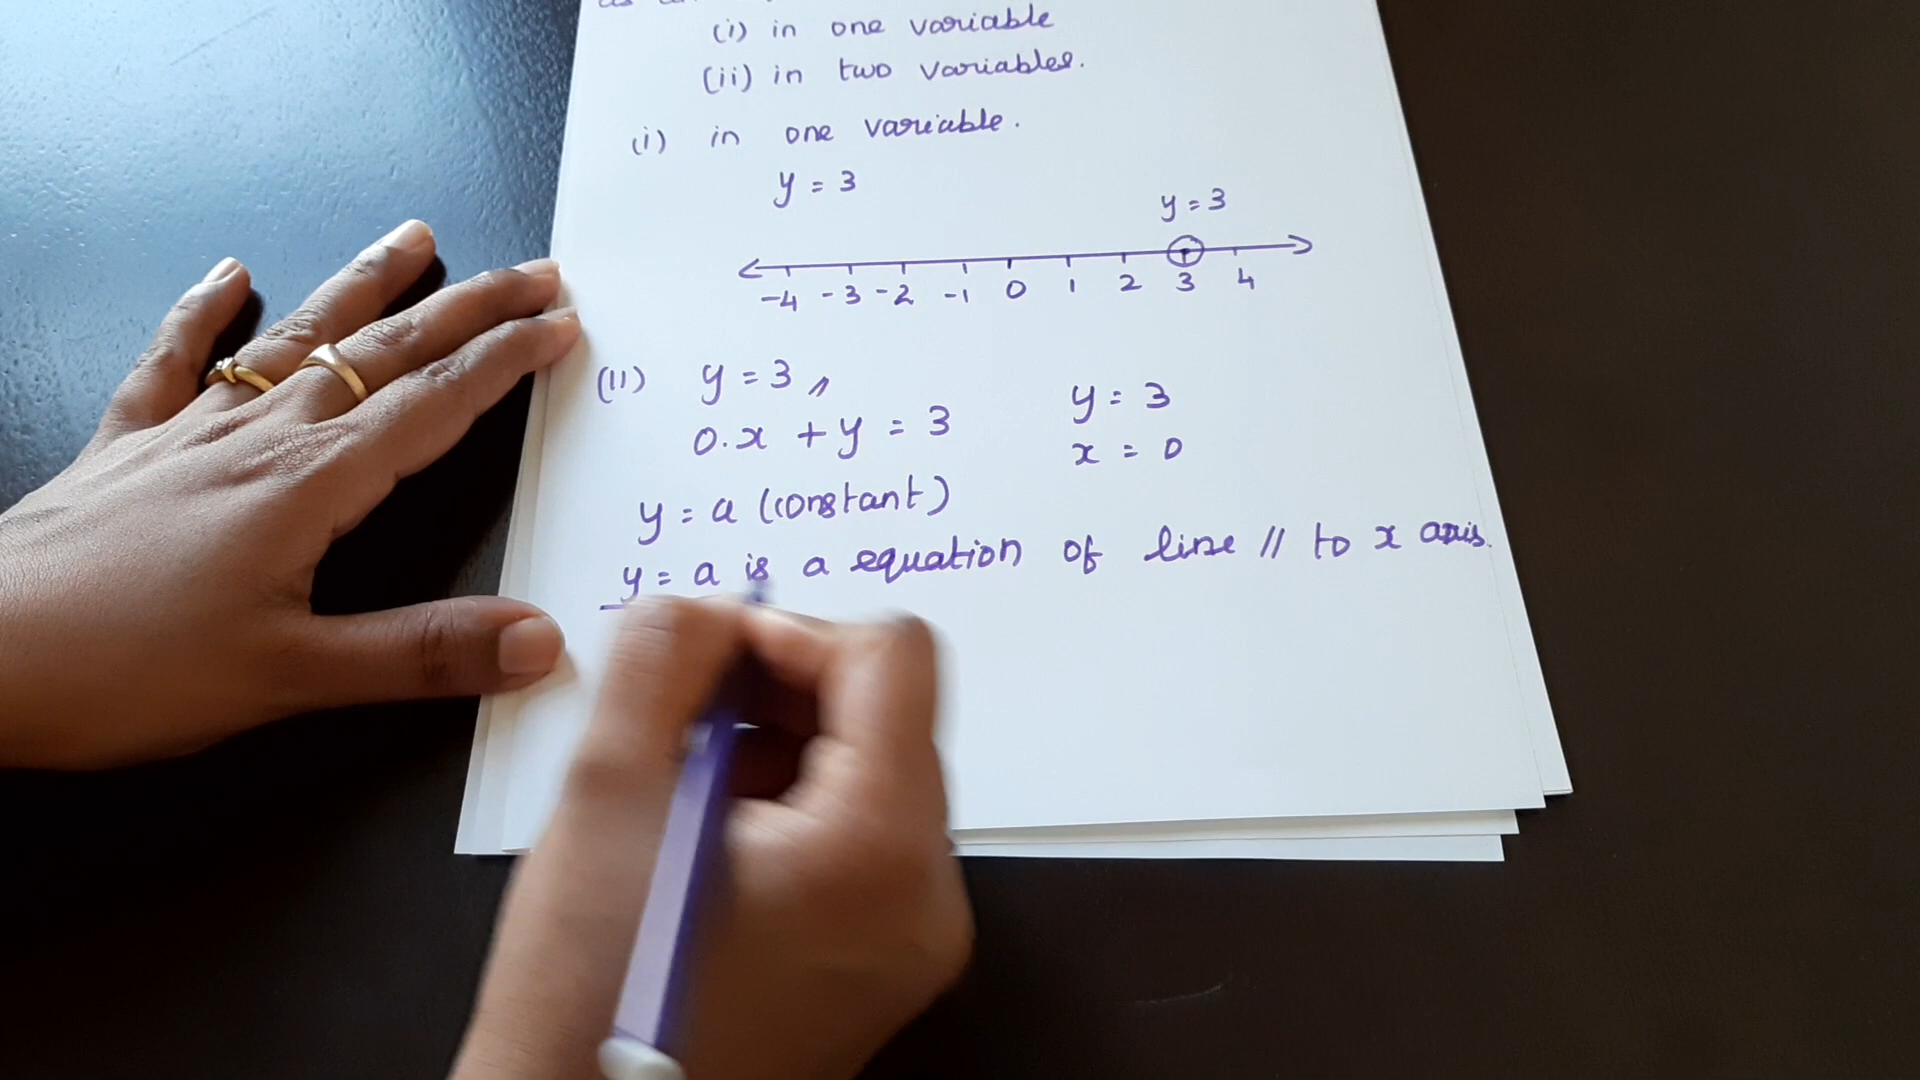 (i) in one variable
(ii) in two variables.
(i) in one variable.
y = 3
y = 3
-4 -3 -2 -1 0 1 2 3 4
(11) y = 3
0.x + y = 3
y = 3
x = 0
y = a (constant)
y = a is a equation of line // to x axis.